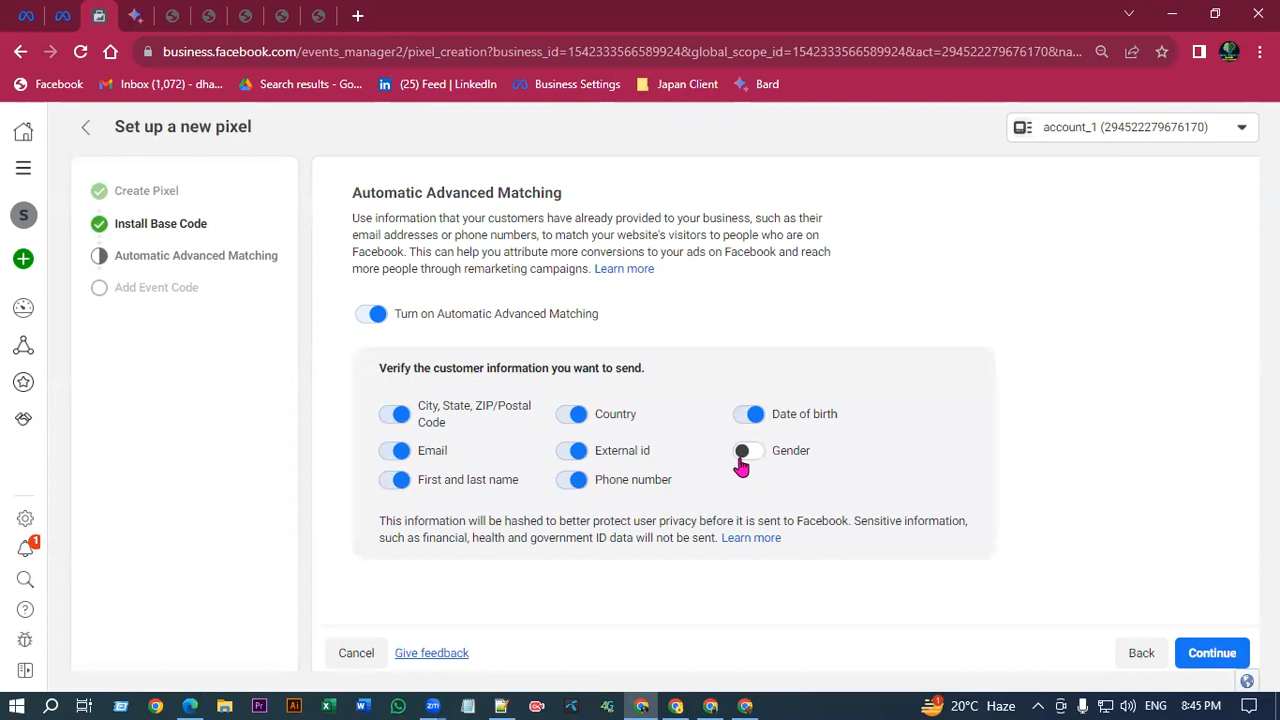 business.facebook.com/events_manager2/pixel_creation?business_id=15423335665899248&global_scope_id=15423335665899248&act=294522279676170&na...
Facebook
Inbox (1,072) - dha...
Search results - Go...
(25) Feed | LinkedIn
Business Settings
Japan Client
Bard
Set up a new pixel
account_1 (294522279676170)
Create Pixel
Install Base Code
Automatic Advanced Matching
Add Event Code
S
Automatic Advanced Matching
Use information that your customers have already provided to your business, such as their
email addresses or phone numbers, to match your website's visitors to people who are on
Facebook. This can help you attribute more conversions to your ads on Facebook and reach
more people through remarketing campaigns. Learn more
Turn on Automatic Advanced Matching
Verify the customer information you want to send.
City, State, ZIP/Postal
Code
Country
Date of birth
Email
External id
Gender
First and last name
Phone number
This information will be hashed to better protect user privacy before it is sent to Facebook. Sensitive information,
such as financial, health and government ID data will not be sent. Learn more
Cancel
Give feedback
Back
Continue
1
Pr
Ai
W
zm
4G
1
20°C Haze
ENG
8:45 PM